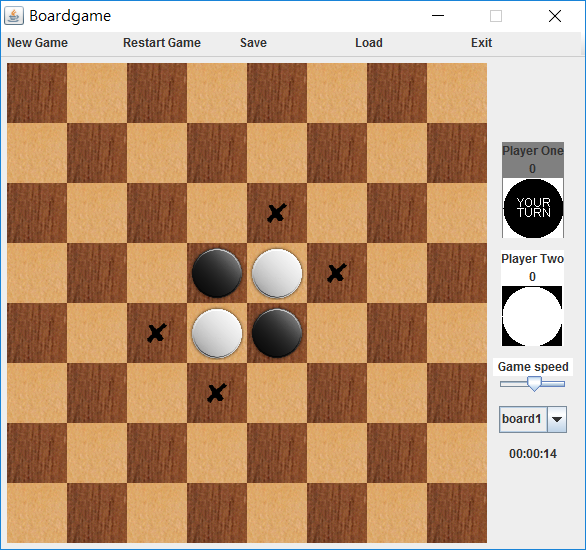 Boardgame
New Game Restart Game Save Load Exit
Player One
0
YOUR
TURN
Player Two
0
Game speed
board1
00:00:14